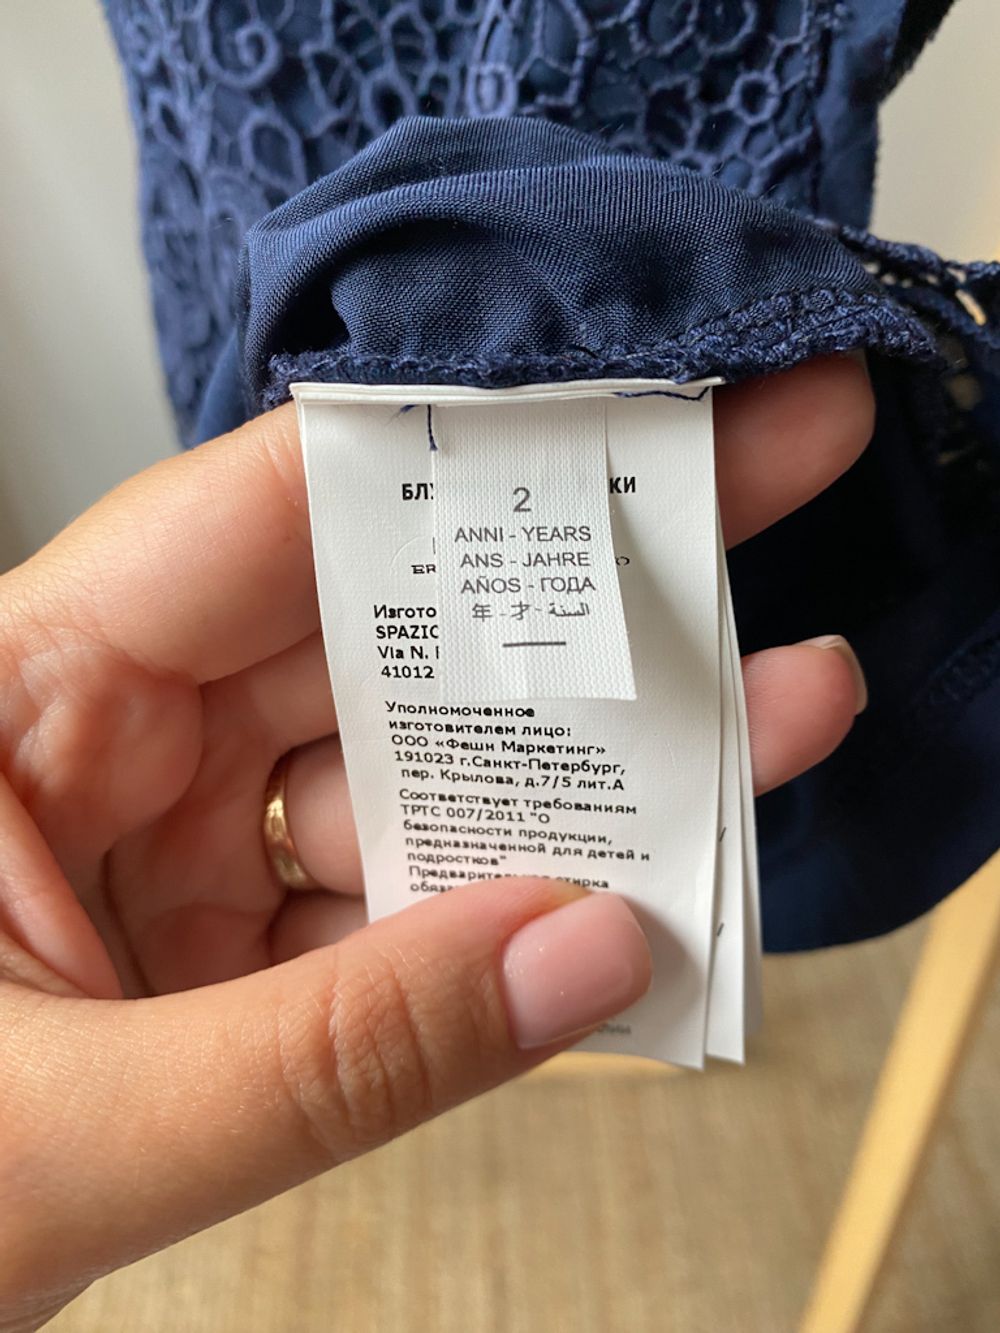 2
ANNI - YEARS
ANS - JAHRE
AÑOS - ГОДА
年 - 才 - السنة
Изгото
SPAZIO
Via N.
41012
Уполномоченное
изготовителем лицо:
ООО «Фешн Маркетинг»
191023 г.Санкт-Петербург,
пер. Крылова, д.7/5 лит.А
Соответствует требованиям
ТРТС 007/2011 "О
безопасности продукции,
предназначенной для детей и
подростков"
стирка